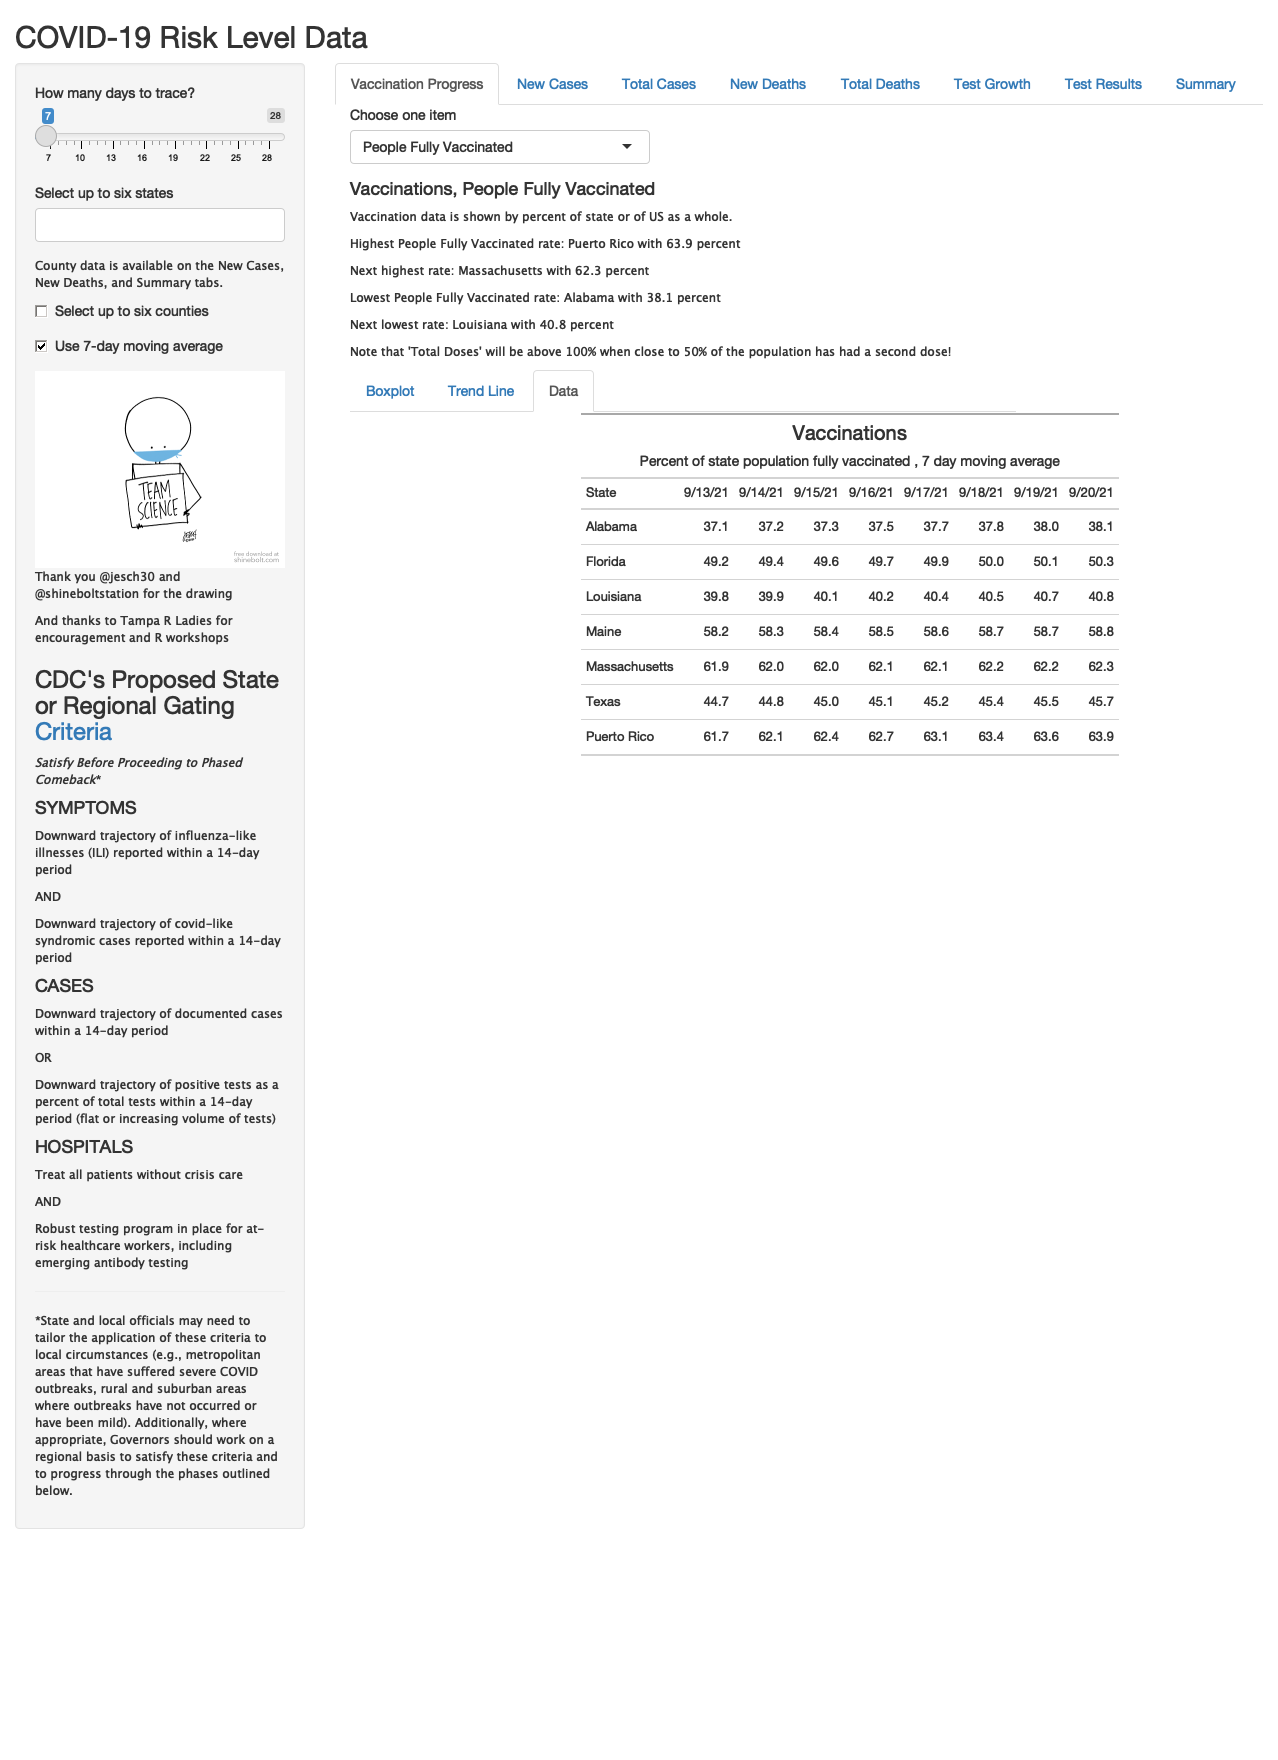 COVID-19 Risk Level Data
How many days to trace?
7 28
7 10 13 16 19 22 25 28
Select up to six states
County data is available on the New Cases,
New Deaths, and Summary tabs.
Select up to six counties
Use 7-day moving average
TEAM
SCIENCE
free download at
shinebolt.com
Thank you @jesch30 and
@shineboltstation for the drawing
And thanks to Tampa R Ladies for
encouragement and R workshops
CDC's Proposed State
or Regional Gating
Criteria
Satisfy Before Proceeding to Phased
Comeback*
SYMPTOMS
Downward trajectory of influenza-like
illnesses (ILI) reported within a 14-day
period
AND
Downward trajectory of covid-like
syndromic cases reported within a 14-day
period
CASES
Downward trajectory of documented cases
within a 14-day period
OR
Downward trajectory of positive tests as a
percent of total tests within a 14-day
period (flat or increasing volume of tests)
HOSPITALS
Treat all patients without crisis care
AND
Robust testing program in place for at-
risk healthcare workers, including
emerging antibody testing
*State and local officials may need to
tailor the application of these criteria to
local circumstances (e.g., metropolitan
areas that have suffered severe COVID
outbreaks, rural and suburban areas
where outbreaks have not occurred or
have been mild). Additionally, where
appropriate, Governors should work on a
regional basis to satisfy these criteria and
to progress through the phases outlined
below.
Vaccination Progress New Cases Total Cases New Deaths Total Deaths Test Growth Test Results Summary
Choose one item
People Fully Vaccinated
Vaccinations, People Fully Vaccinated
Vaccination data is shown by percent of state or of US as a whole.
Highest People Fully Vaccinated rate: Puerto Rico with 63.9 percent
Next highest rate: Massachusetts with 62.3 percent
Lowest People Fully Vaccinated rate: Alabama with 38.1 percent
Next lowest rate: Louisiana with 40.8 percent
Note that 'Total Doses' will be above 100% when close to 50% of the population has had a second dose!
Boxplot Trend Line Data
Vaccinations
Percent of state population fully vaccinated , 7 day moving average
State 9/13/21 9/14/21 9/15/21 9/16/21 9/17/21 9/18/21 9/19/21 9/20/21
Alabama 37.1 37.2 37.3 37.5 37.7 37.8 38.0 38.1
Florida 49.2 49.4 49.6 49.7 49.9 50.0 50.1 50.3
Louisiana 39.8 39.9 40.1 40.2 40.4 40.5 40.7 40.8
Maine 58.2 58.3 58.4 58.5 58.6 58.7 58.7 58.8
Massachusetts 61.9 62.0 62.0 62.1 62.1 62.2 62.2 62.3
Texas 44.7 44.8 45.0 45.1 45.2 45.4 45.5 45.7
Puerto Rico 61.7 62.1 62.4 62.7 63.1 63.4 63.6 63.9